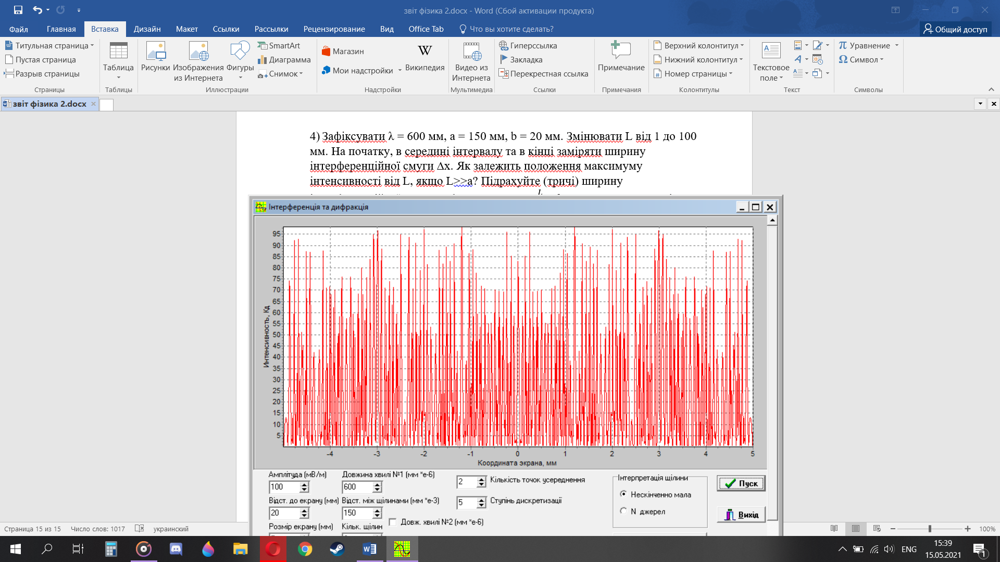 звіт фізика 2.docx - Word (Сбой активации продукта)
Файл Главная Вставка Дизайн Макет Ссылки Рассылки Рецензирование Вид Office Tab Что вы хотите сделать? Общий доступ
Титульная страница
Пустая страница
Разрыв страницы
Страницы
Таблица
Таблицы
Рисунки
Изображения из Интернета
Фигуры
SmartArt
Диаграмма
Снимок
Иллюстрации
Магазин
Мои надстройки
W
Википедия
Надстройки
Видео из Интернета
Мультимедиа
Гиперссылка
Закладка
Перекрестная ссылка
Ссылки
Примечание
Примечания
Верхний колонтитул
Нижний колонтитул
Номер страницы
Колонтитулы
Текстовое поле
Текст
Уравнение
Символ
Символы
звіт фізика 2.docx
4) Зафіксувати λ = 600 мм, a = 150 мм, b = 20 мм. Змінювати L від 1 до 100
мм. На початку, в середині інтервалу та в кінці заміряти ширину
інтерференційної смуги Δx. Як залежить положення максимуму
інтенсивності від L, якщо L>>a? Підрахуйте (тричі) ширину
Інтерференція та дифракція
Интенсивность, Кд
95
90
85
80
75
70
65
60
55
50
45
40
35
30
25
20
15
10
5
-4 -3 -2 -1 0 1 2 3 4 5
Координата экрана, мм
Амплітуда (мВ/м) Довжина хвилі №1 (мм *е-6)
100 600
2 Кількість точок усереднення
Відст. до екрану (мм) Відст. між щілинами (мм *е-3)
20 150
5 Ступінь дискретизації
Довж. хвилі №2 (мм *е-6)
Розмір екрану (мм) Кільк. щілин
Інтерпретація щілини
Нескінченно мала
N джерел
Пуск
Вихід
Страница 15 из 15 Число слов: 1017 украинский 100%
ENG
15:39
15.05.2021
1